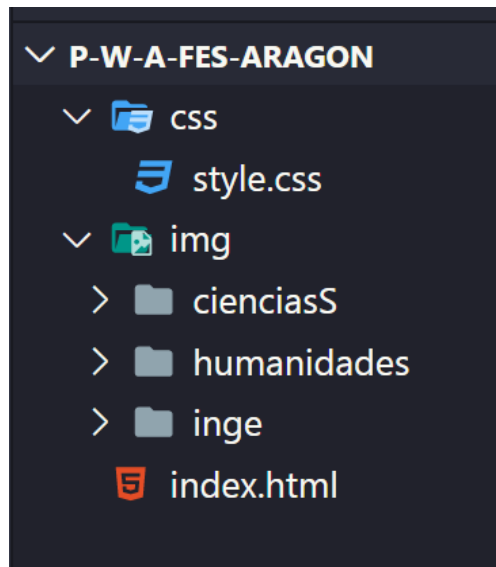 P-W-A-FES-ARAGON
css
style.css
img
cienciasS
humanidades
inge
index.html